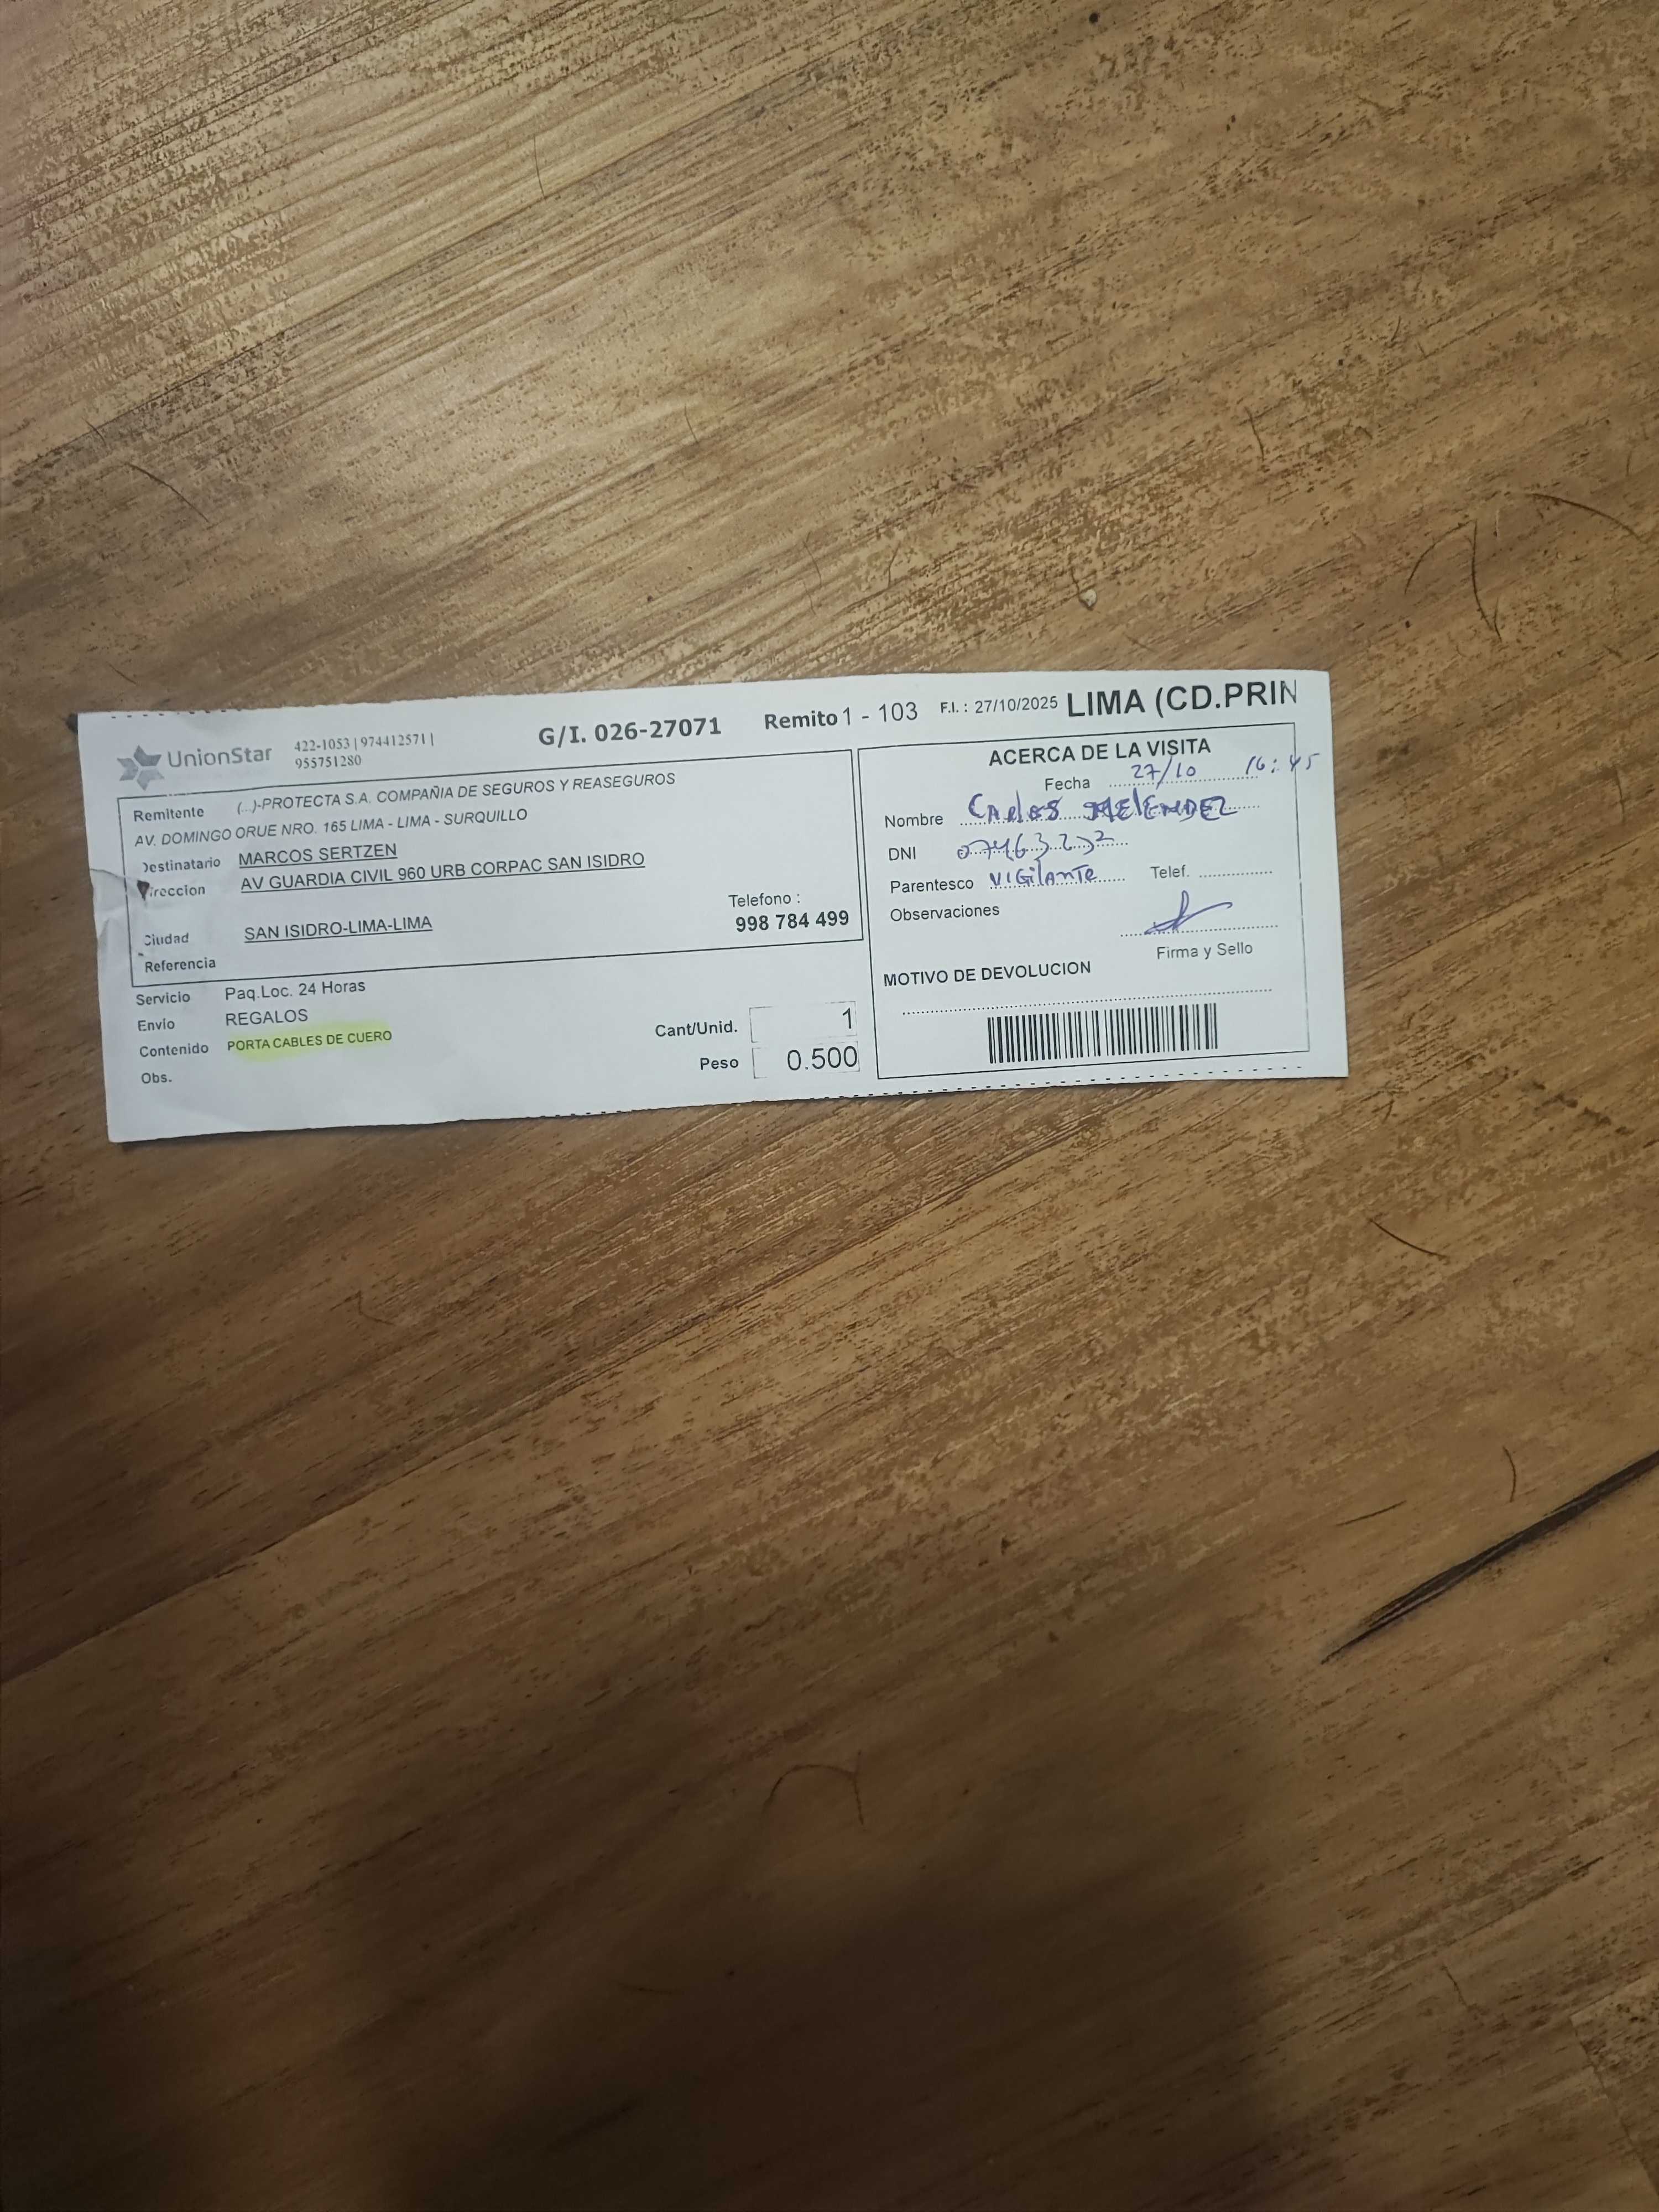 UnionStar
422-1053 | 974412571 |
955751280
G/I. 026-27071
Remito 1 - 103
F.I. : 27/10/2025
LIMA (CD.PRIN
Remitente (...)-PROTECTA S.A. COMPAÑIA DE SEGUROS Y REASEGUROS
AV. DOMINGO ORUE NRO. 165 LIMA - LIMA - SURQUILLO
Destinatario MARCOS SERTZEN
Direccion AV GUARDIA CIVIL 960 URB CORPAC SAN ISIDRO
Telefono :
Ciudad SAN ISIDRO-LIMA-LIMA 998 784 499
Referencia
Servicio Paq.Loc. 24 Horas
Envio REGALOS
Contenido PORTA CABLES DE CUERO
Obs.
Cant/Unid. 1
Peso 0.500
ACERCA DE LA VISITA
Fecha 27/10 16:45
Nombre Carlos MELENDEZ
DNI
Parentesco VIGILANTE Telef.
Observaciones
Firma y Sello
MOTIVO DE DEVOLUCION